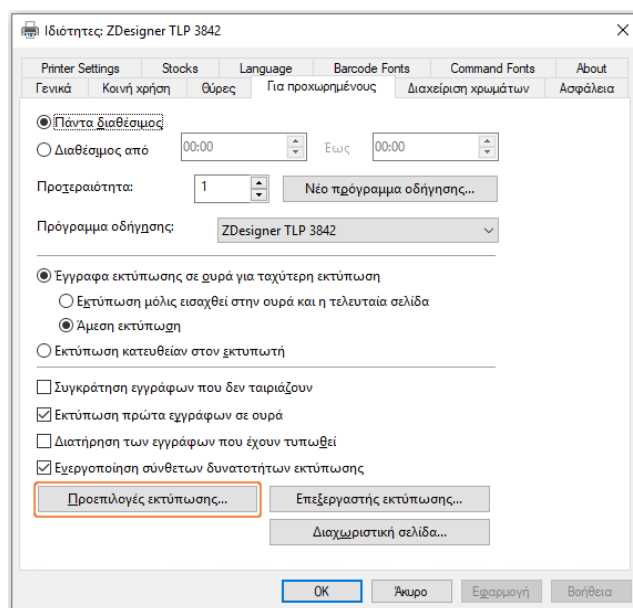 Ιδιότητες: ZDesigner TLP 3842
Printer Settings Stocks Language Barcode Fonts Command Fonts About
Γενικά Κοινή χρήση Θύρες Για προχωρημένους Διαχείριση χρωμάτων Ασφάλεια
Πάντα διαθέσιμος
Διαθέσιμος από 00:00 Έως 00:00
Προτεραιότητα: 1 Νέο πρόγραμμα οδήγησης...
Πρόγραμμα οδήγησης: ZDesigner TLP 3842
Έγγραφα εκτύπωσης σε ουρά για ταχύτερη εκτύπωση
Εκτύπωση μόλις εισαχθεί στην ουρά και η τελευταία σελίδα
Άμεση εκτύπωση
Εκτύπωση κατευθείαν στον εκτυπωτή
Συγκράτηση εγγράφων που δεν ταιριάζουν
Εκτύπωση πρώτα εγγράφων σε ουρά
Διατήρηση των εγγράφων που έχουν τυπωθεί
Ενεργοποίηση σύνθετων δυνατοτήτων εκτύπωσης
Προεπιλογές εκτύπωσης... Επεξεργαστής εκτύπωσης...
Διαχωριστική σελίδα...
OK Άκυρο Εφαρμογή Βοήθεια